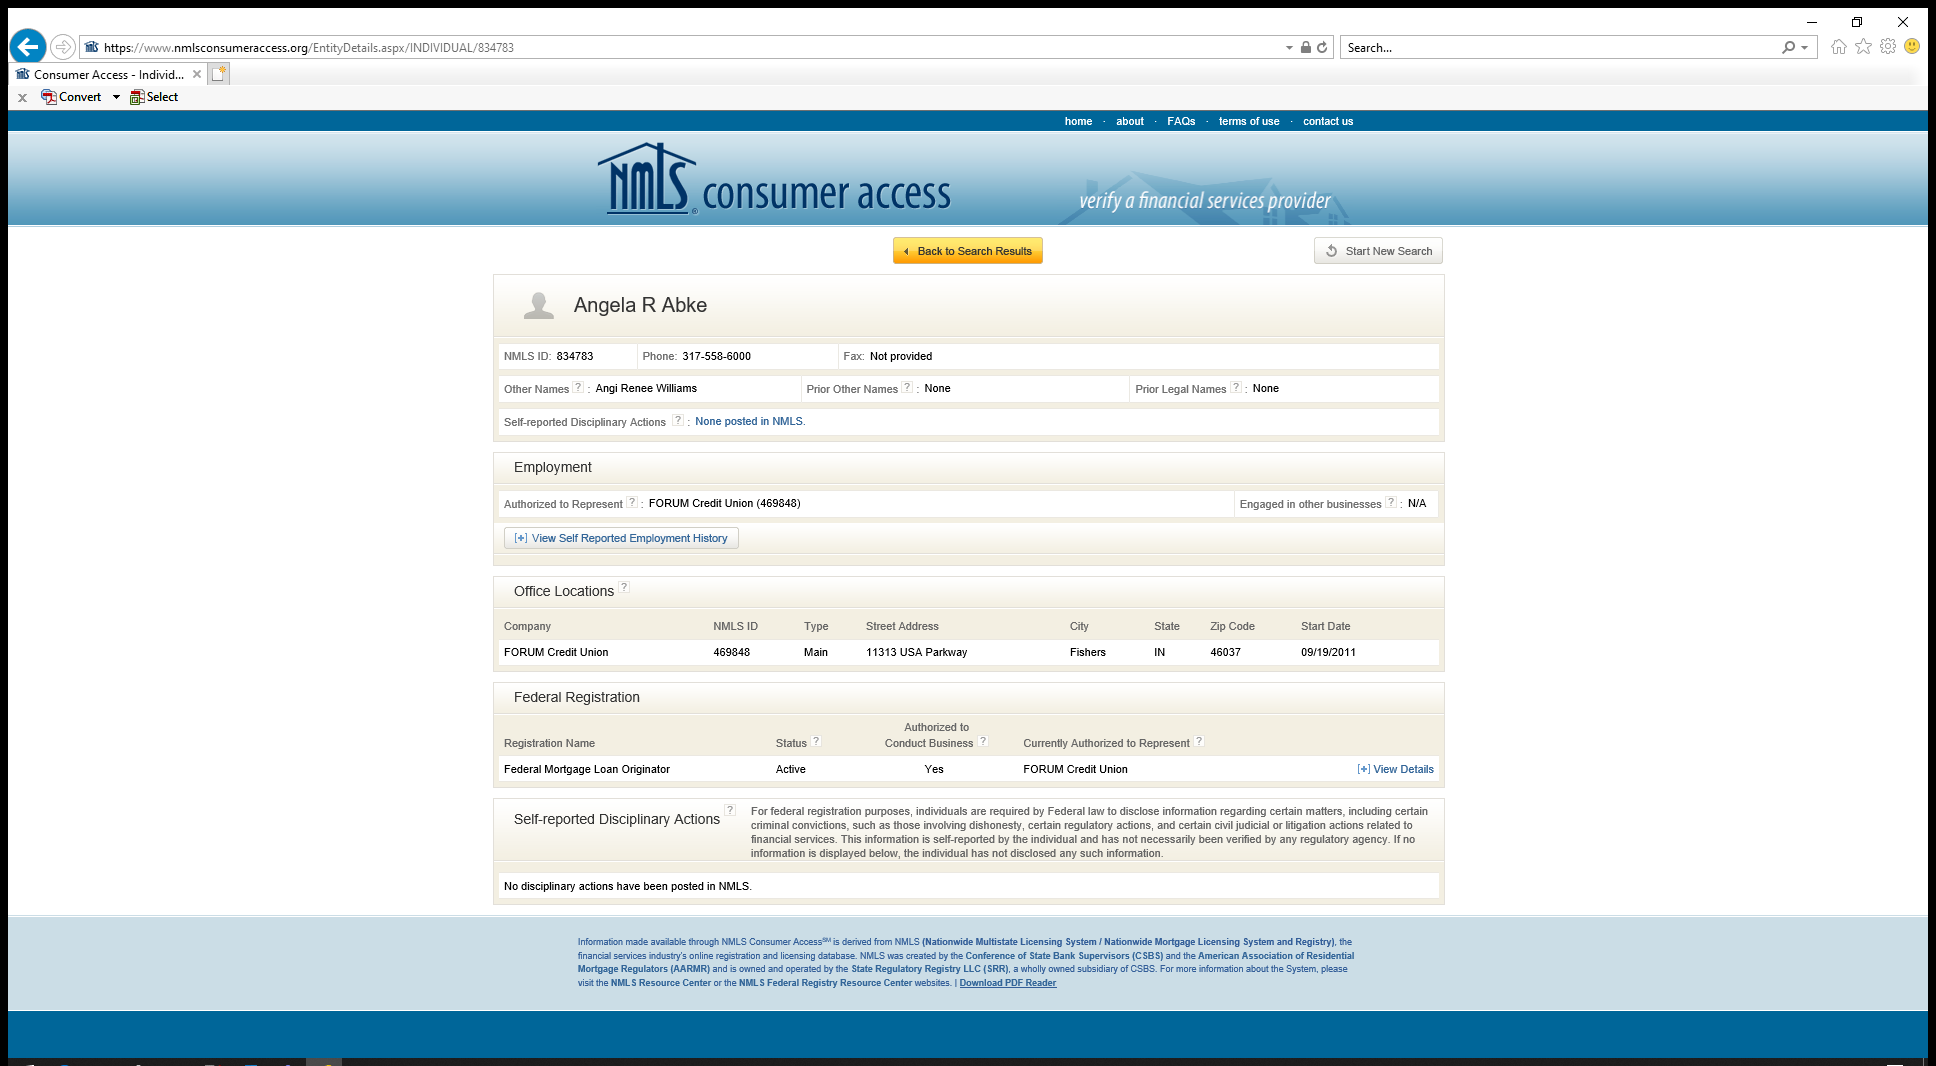 https://www.nmlsconsumeraccess.org/EntityDetails.aspx/INDIVIDUAL/834783
Search...
Consumer Access - Individ...
Convert Select
home · about · FAQs · terms of use · contact us
NMLS® consumer access
verify a financial services provider
Back to Search Results
Start New Search
Angela R Abke
NMLS ID: 834783 Phone: 317-558-6000 Fax: Not provided
Other Names ? : Angi Renee Williams Prior Other Names ? : None Prior Legal Names ? : None
Self-reported Disciplinary Actions ? : None posted in NMLS.
Employment
Authorized to Represent ? : FORUM Credit Union (469848) Engaged in other businesses ? : N/A
[+] View Self Reported Employment History
Office Locations ?
Company NMLS ID Type Street Address City State Zip Code Start Date
FORUM Credit Union 469848 Main 11313 USA Parkway Fishers IN 46037 09/19/2011
Federal Registration
Authorized to
Registration Name Status ? Conduct Business ? Currently Authorized to Represent ?
Federal Mortgage Loan Originator Active Yes FORUM Credit Union [+] View Details
Self-reported Disciplinary Actions ?
For federal registration purposes, individuals are required by Federal law to disclose information regarding certain matters, including certain
criminal convictions, such as those involving dishonesty, certain regulatory actions, and certain civil judicial or litigation actions related to
financial services. This information is self-reported by the individual and has not necessarily been verified by any regulatory agency. If no
information is displayed below, the individual has not disclosed any such information.
No disciplinary actions have been posted in NMLS.
Information made available through NMLS Consumer Access℠ is derived from NMLS (Nationwide Multistate Licensing System / Nationwide Mortgage Licensing System and Registry), the
financial services industry's online registration and licensing database. NMLS was created by the Conference of State Bank Supervisors (CSBS) and the American Association of Residential
Mortgage Regulators (AARMR) and is owned and operated by the State Regulatory Registry LLC (SRR), a wholly owned subsidiary of CSBS. For more information about the System, please
visit the NMLS Resource Center or the NMLS Federal Registry Resource Center websites. | Download PDF Reader